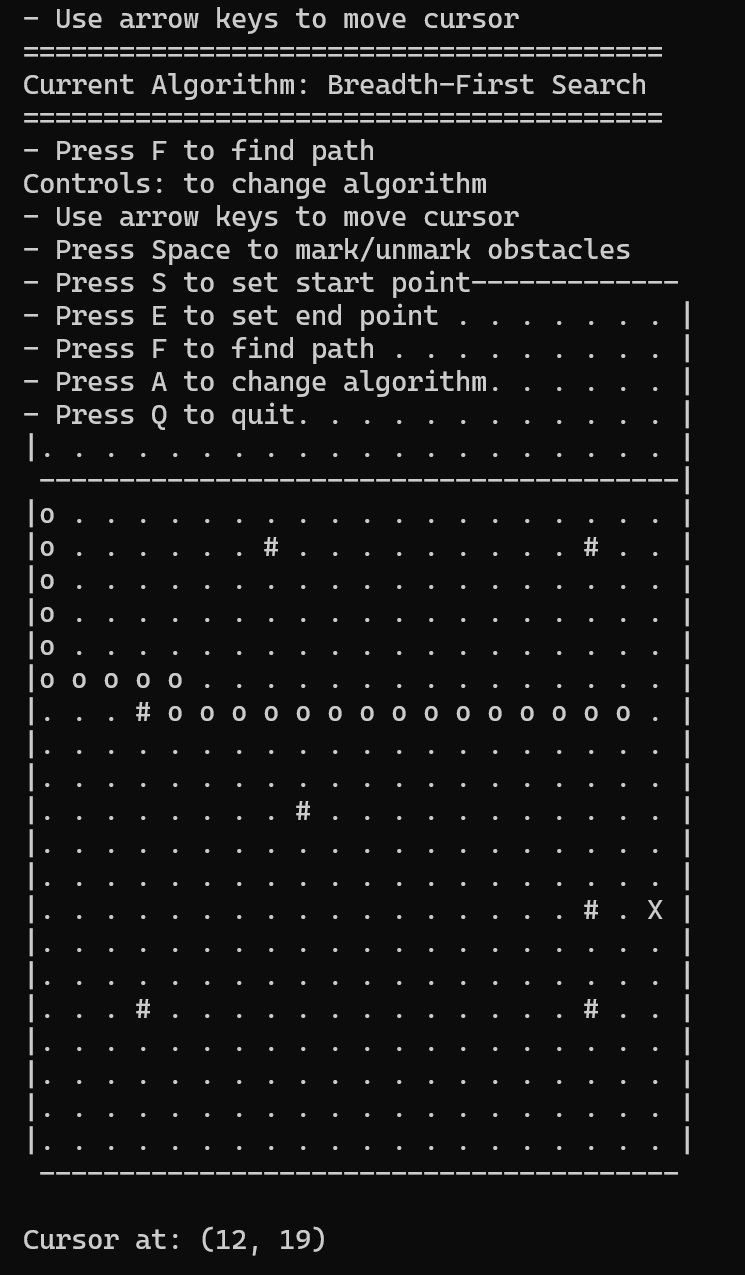 - Use arrow keys to move cursor
========================================
Current Algorithm: Breadth-First Search
========================================
- Press F to find path
Controls: to change algorithm
- Use arrow keys to move cursor
- Press Space to mark/unmark obstacles
- Press S to set start point-------------
- Press E to set end point . . . . . . . |
- Press F to find path . . . . . . . . . |
- Press A to change algorithm. . . . . . |
- Press Q to quit. . . . . . . . . . . . |
|. . . . . . . . . . . . . . . . . . . . |
 ----------------------------------------|
|o . . . . . . . . . . . . . . . . . . . |
|o . . . . . . # . . . . . . . . . # . . |
|o . . . . . . . . . . . . . . . . . . . |
|o . . . . . . . . . . . . . . . . . . . |
|o . . . . . . . . . . . . . . . . . . . |
|o o o o o . . . . . . . . . . . . . . . |
|. . . # o o o o o o o o o o o o o o o . |
|. . . . . . . . . . . . . . . . . . . . |
|. . . . . . . . . . . . . . . . . . . . |
|. . . . . . . . # . . . . . . . . . . . |
|. . . . . . . . . . . . . . . . . . . . |
|. . . . . . . . . . . . . . . . . . . . |
|. . . . . . . . . . . . . . . . . # . X |
|. . . . . . . . . . . . . . . . . . . . |
|. . . . . . . . . . . . . . . . . . . . |
|. . . # . . . . . . . . . . . . . # . . |
|. . . . . . . . . . . . . . . . . . . . |
|. . . . . . . . . . . . . . . . . . . . |
|. . . . . . . . . . . . . . . . . . . . |
|. . . . . . . . . . . . . . . . . . . . |
 ----------------------------------------
Cursor at: (12, 19)